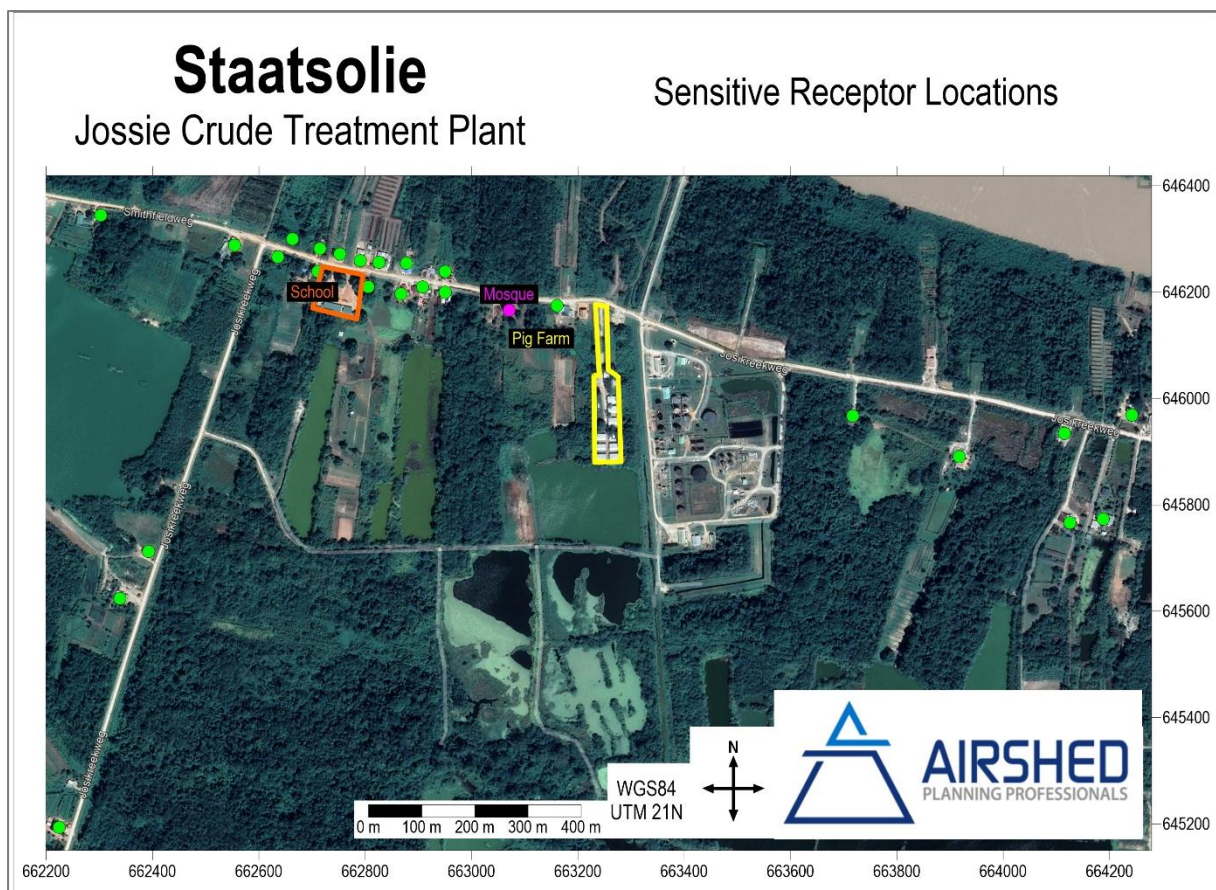 Staatsolie
Jossie Crude Treatment Plant
Sensitive Receptor Locations
646400
Smithfieldweg
School
Mosque
646200
Pig Farm
Josikreekweg
Josikreekweg
646000
Josikreekweg
645800
Josikreekweg
645600
645400
Josikreekweg
N
WGS84
UTM 21N
AIRSHED
PLANNING PROFESSIONALS
0 m 100 m 200 m 300 m 400 m
645200
662200 662400 662600 662800 663000 663200 663400 663600 663800 664000 664200